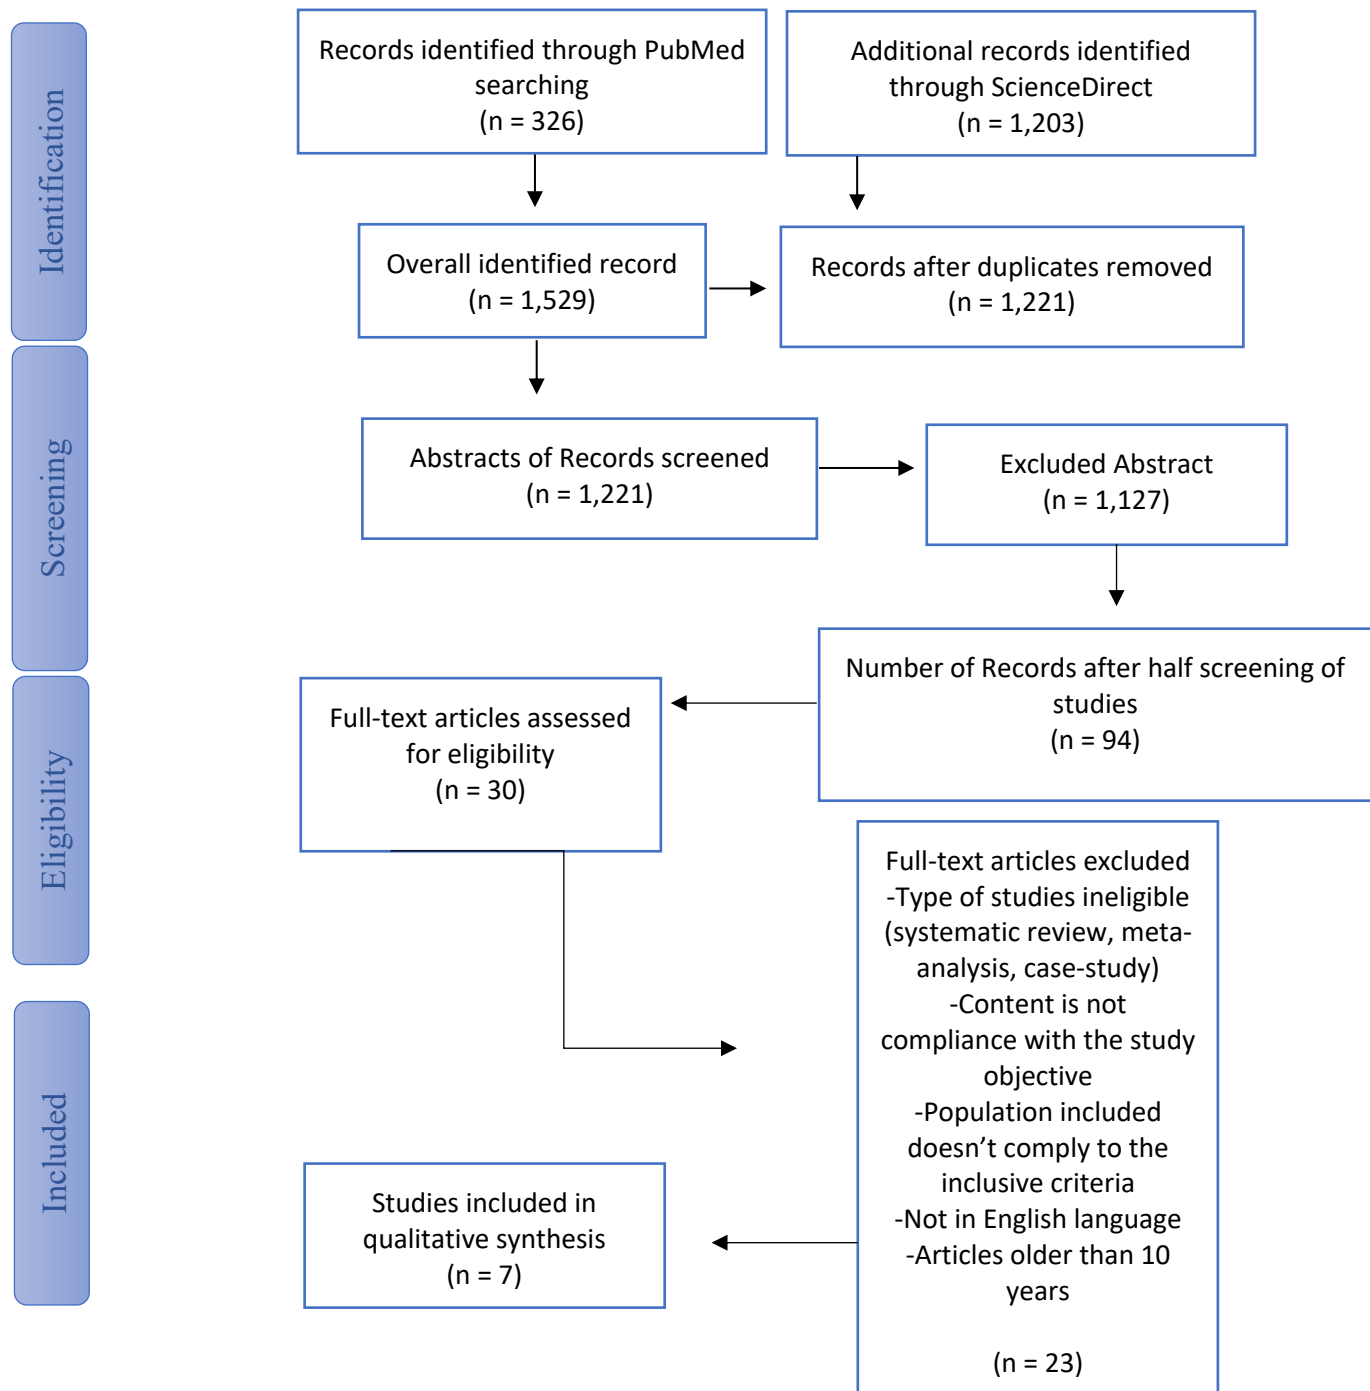 Identification
Records identified through PubMed
searching
(n = 326)
Additional records identified
through ScienceDirect
(n = 1,203)
Overall identified record
(n = 1,529)
Records after duplicates removed
(n = 1,221)
Screening
Abstracts of Records screened
(n = 1,221)
Excluded Abstract
(n = 1,127)
Number of Records after half screening of
studies
(n = 94)
Eligibility
Full-text articles assessed
for eligibility
(n = 30)
Full-text articles excluded
-Type of studies ineligible
(systematic review, meta-
analysis, case-study)
-Content is not
compliance with the study
objective
-Population included
doesn’t comply to the
inclusive criteria
-Not in English language
-Articles older than 10
years
(n = 23)
Included
Studies included in
qualitative synthesis
(n = 7)